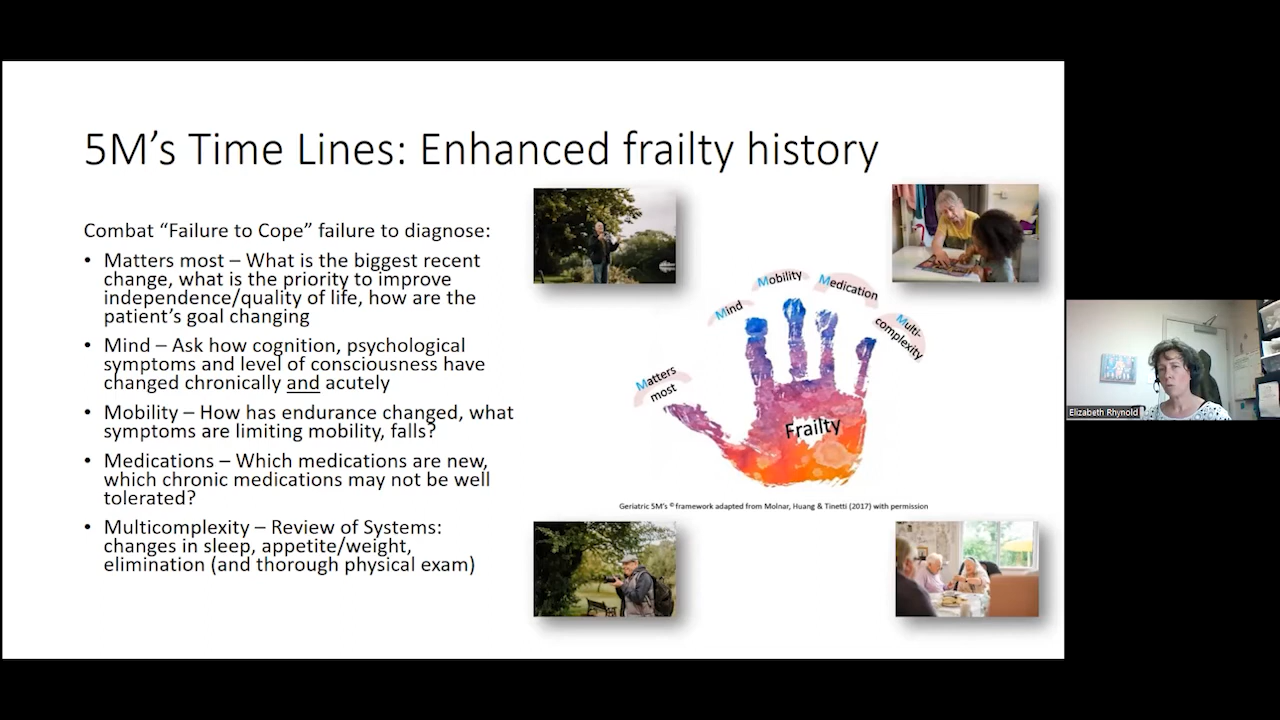 5M's Time Lines: Enhanced frailty history
Combat “Failure to Cope” failure to diagnose:
• Matters most – What is the biggest recent
change, what is the priority to improve
independence/quality of life, how are the
patient's goal changing
• Mind – Ask how cognition, psychological
symptoms and level of consciousness have
changed chronically and acutely
• Mobility – How has endurance changed, what
symptoms are limiting mobility, falls?
• Medications – Which medications are new,
which chronic medications may not be well
tolerated?
• Multicomplexity – Review of Systems:
changes in sleep, appetite/weight,
elimination (and thorough physical exam)
Matters
most
Mind
Mobility
Medication
Multi-
complexity
Frailty
Geriatric 5M's © framework adapted from Molnar, Huang & Tinetti (2017) with permission
Elizabeth Rhynold